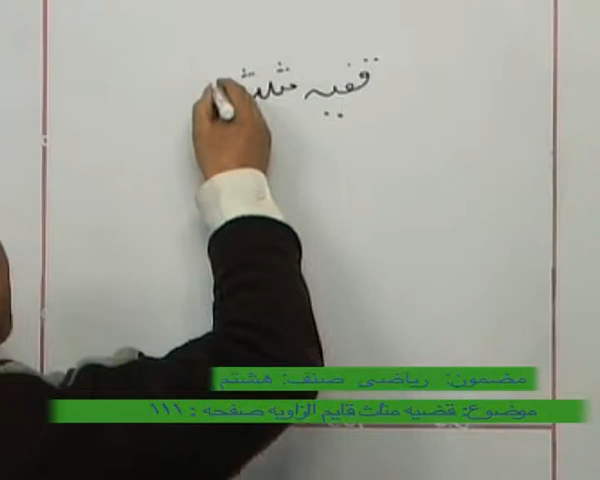 قضیه مثلث
مضمون: ریاضی صنف: هشتم
موضوع: قضیه مثلث قایم الزاویه صفحه: ۱۱۱